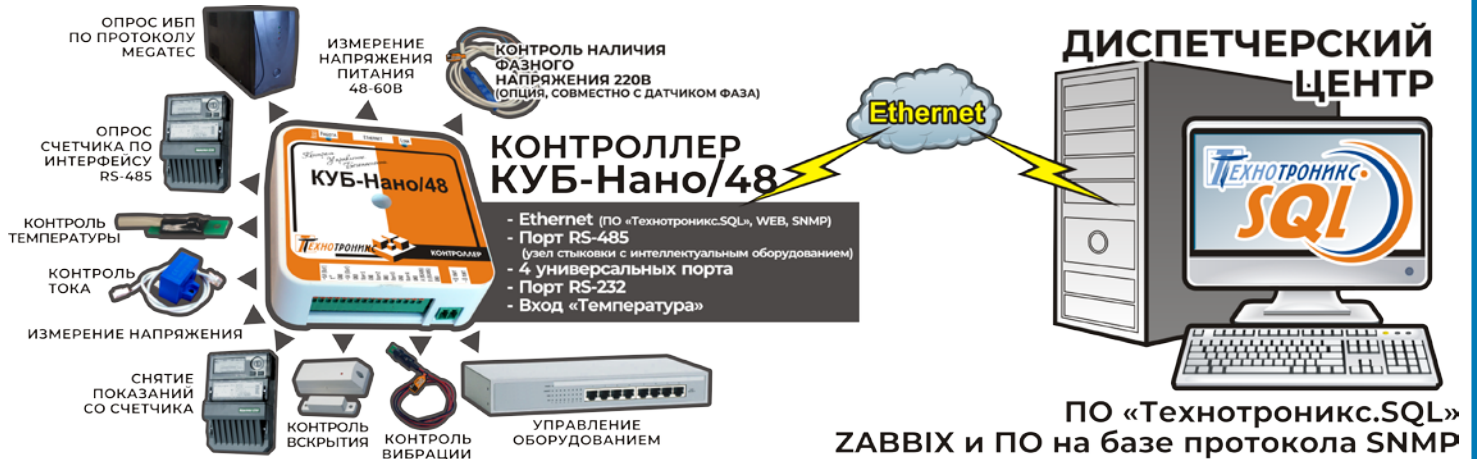 ОПРОС ИБП
ПО ПРОТОКОЛУ
MEGATEC
ИЗМЕРЕНИЕ
НАПРЯЖЕНИЯ
ПИТАНИЯ
48-60В
КОНТРОЛЬ НАЛИЧИЯ
ФАЗНОГО
НАПРЯЖЕНИЯ 220В
(ОПЦИЯ, СОВМЕСТНО С ДАТЧИКОМ ФАЗА)
ОПРОС
СЧЕТЧИКА ПО
ИНТЕРФЕЙСУ
RS-485
КОНТРОЛЬ
ТЕМПЕРАТУРЫ
КОНТРОЛЬ
ТОКА
ИЗМЕРЕНИЕ НАПРЯЖЕНИЯ
СНЯТИЕ
ПОКАЗАНИЙ
СО СЧЕТЧИКА
КОНТРОЛЬ
ВСКРЫТИЯ
КОНТРОЛЬ
ВИБРАЦИИ
УПРАВЛЕНИЕ
ОБОРУДОВАНИЕМ
Ethernet
КУБ-Нано/48
ТЕХНОТРОНИКС
КОНТРОЛЛЕР
КОНТРОЛЛЕР
КУБ-Нано/48
- Ethernet (ПО «Технотроникс.SQL», WEB, SNMP)
- Порт RS-485
(узел стыковки с интеллектуальным оборудованием)
- 4 универсальных порта
- Порт RS-232
- Вход «Температура»
Ethernet
ДИСПЕТЧЕРСКИЙ
ЦЕНТР
ТЕХНОТРОНИКС
SQL
ПО «Технотроникс.SQL»
ZABBIX и ПО на базе протокола SNMP